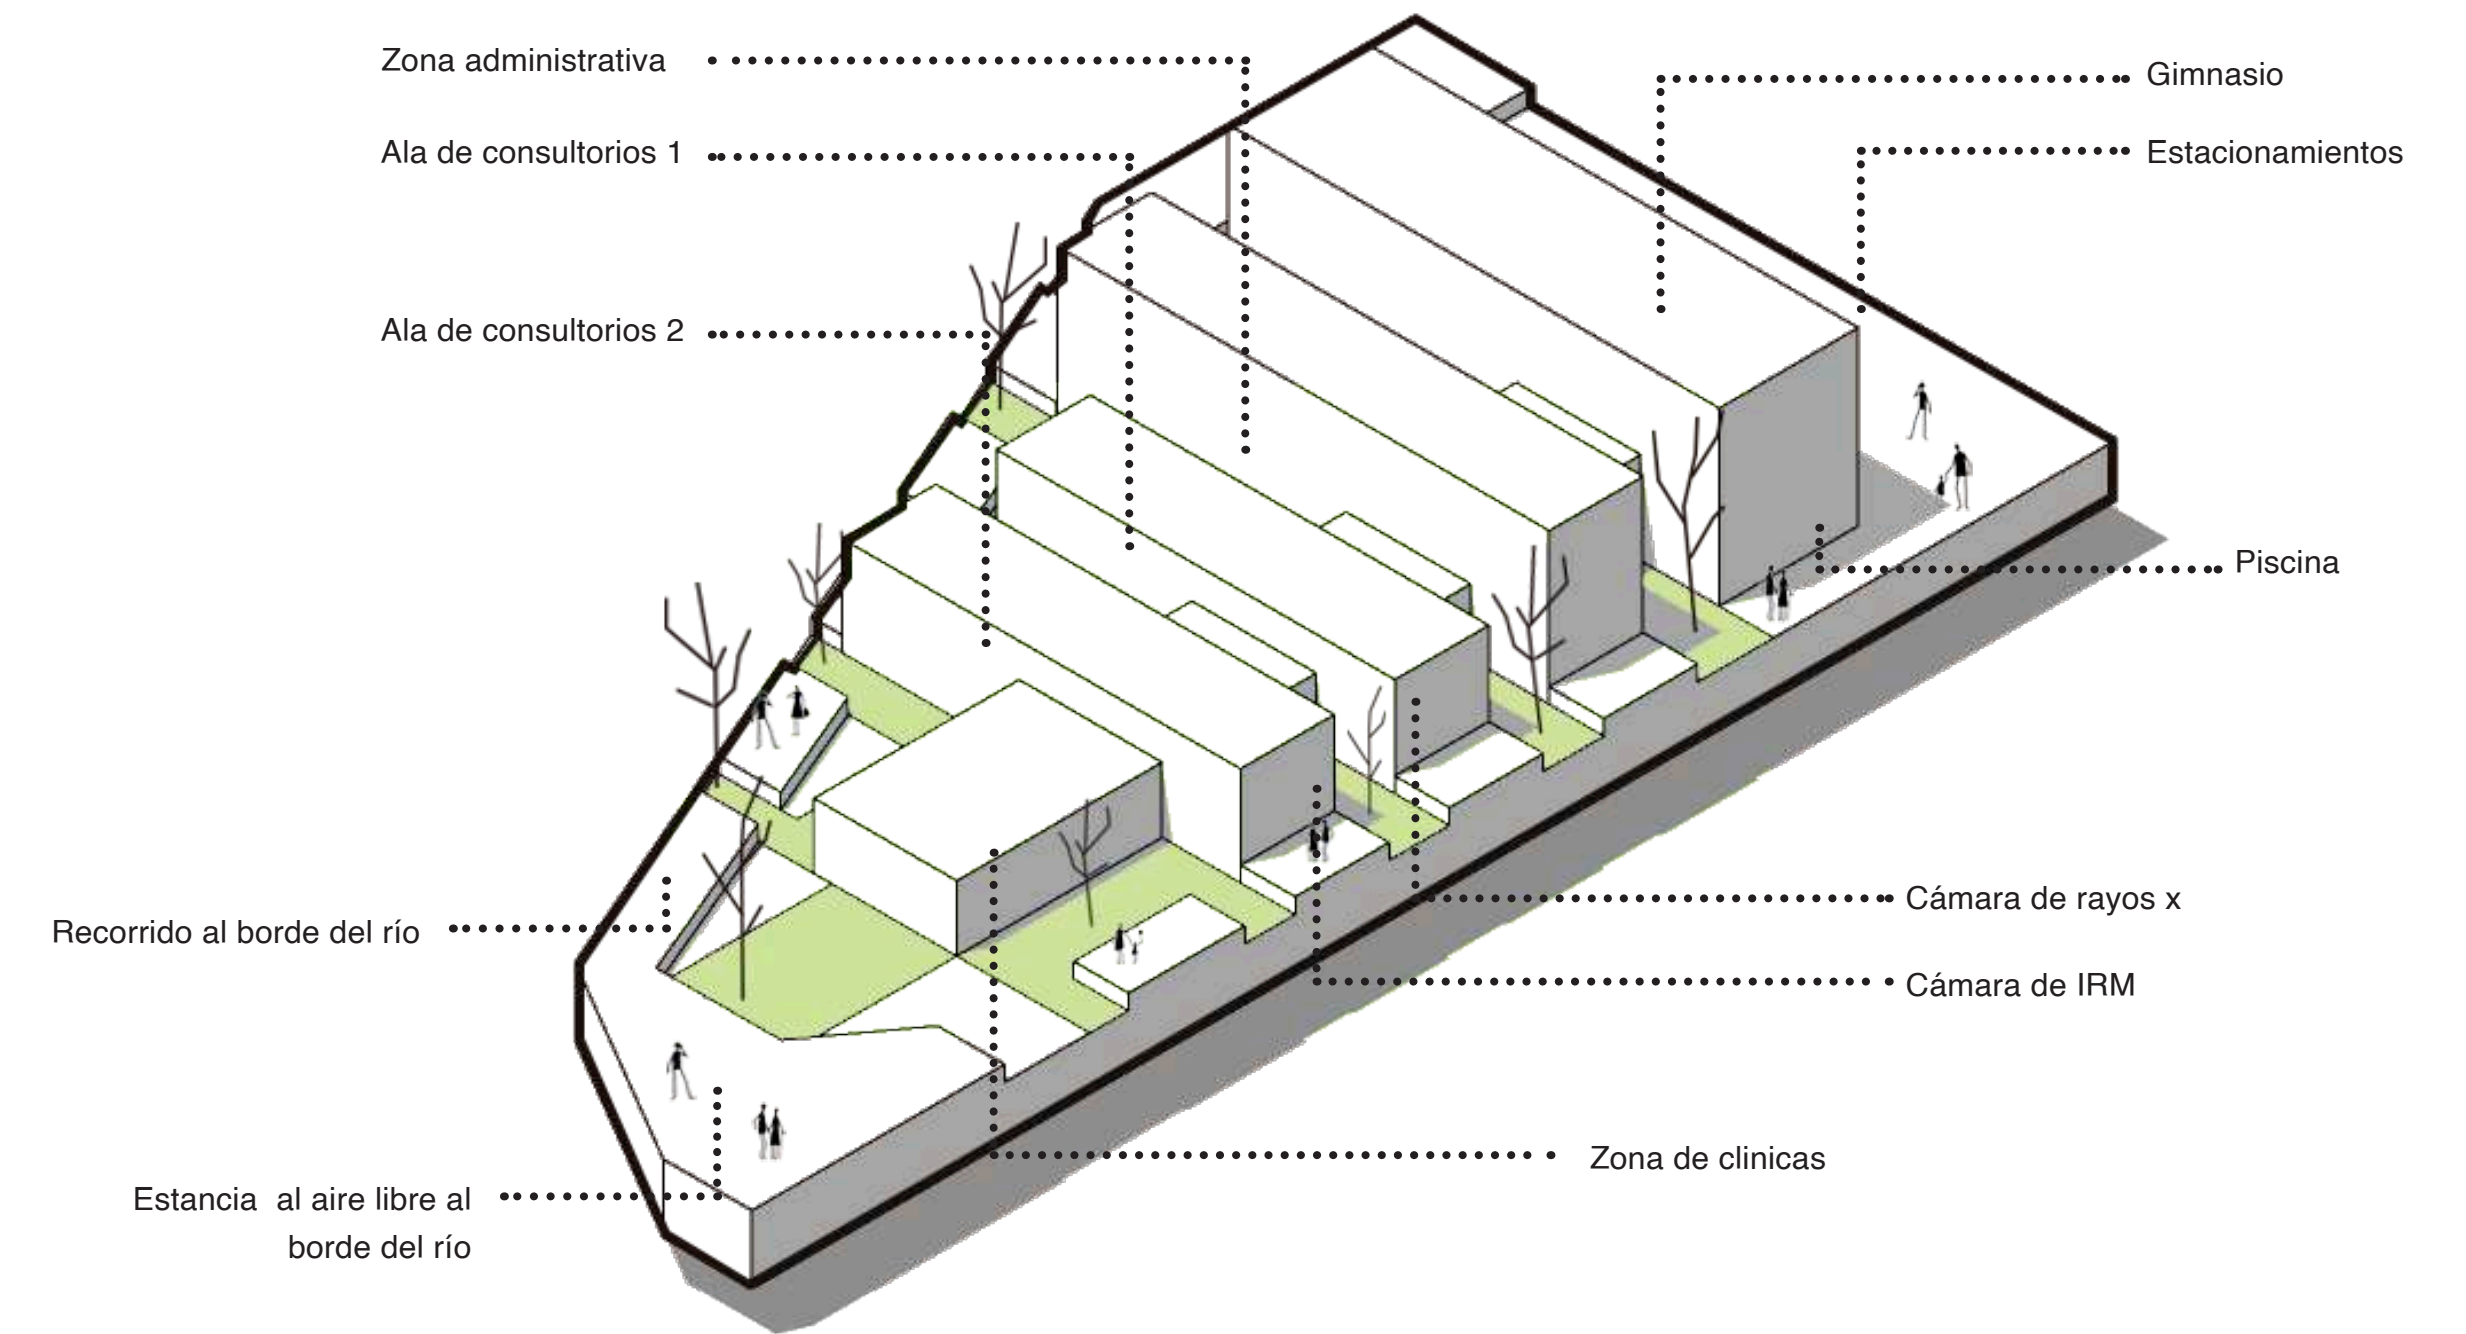 Zona administrativa
Gimnasio
Ala de consultorios 1
Estacionamientos
Ala de consultorios 2
Piscina
Cámara de rayos x
Recorrido al borde del río
Cámara de IRM
Zona de clinicas
Estancia  al aire libre al
borde del río